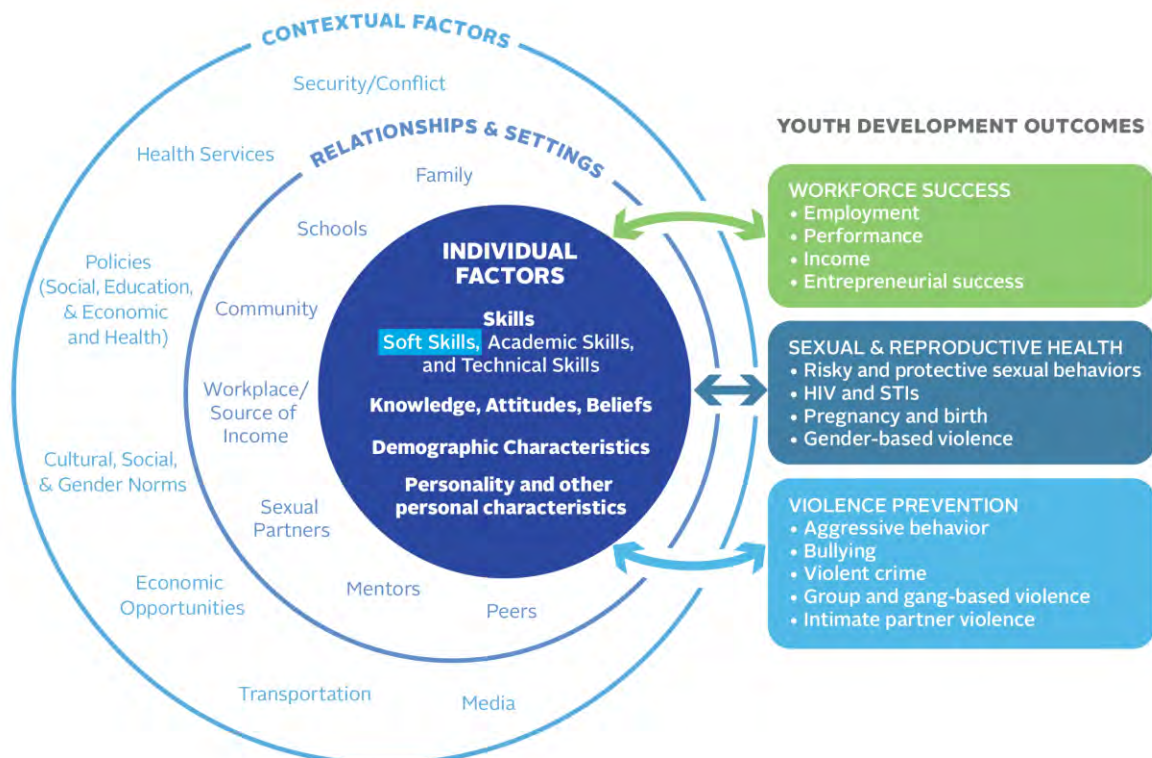 CONTEXTUAL FACTORS
Security/Conflict
Health Services
Policies
(Social, Education,
& Economic
and Health)
Cultural, Social,
& Gender Norms
Economic
Opportunities
Transportation
Media
RELATIONSHIPS & SETTINGS
Family
Schools
Community
Workplace/
Source of
Income
Sexual
Partners
Mentors
Peers
INDIVIDUAL
FACTORS
Skills
Soft Skills, Academic Skills,
and Technical Skills
Knowledge, Attitudes, Beliefs
Demographic Characteristics
Personality and other
personal characteristics
YOUTH DEVELOPMENT OUTCOMES
WORKFORCE SUCCESS
• Employment
• Performance
• Income
• Entrepreneurial success
SEXUAL & REPRODUCTIVE HEALTH
• Risky and protective sexual behaviors
• HIV and STIs
• Pregnancy and birth
• Gender-based violence
VIOLENCE PREVENTION
• Aggressive behavior
• Bullying
• Violent crime
• Group and gang-based violence
• Intimate partner violence